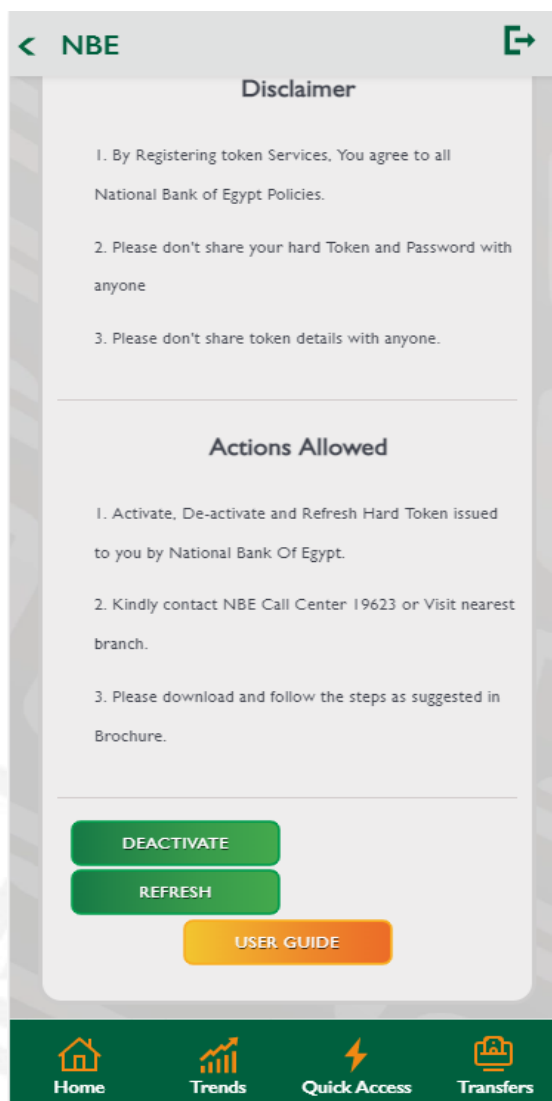 NBE
Disclaimer
1. By Registering token Services, You agree to all
National Bank of Egypt Policies.
2. Please don't share your hard Token and Password with
anyone
3. Please don't share token details with anyone.
Actions Allowed
1. Activate, De-activate and Refresh Hard Token issued
to you by National Bank Of Egypt.
2. Kindly contact NBE Call Center 19623 or Visit nearest
branch.
3. Please download and follow the steps as suggested in
Brochure.
DEACTIVATE
REFRESH
USER GUIDE
Home Trends Quick Access Transfers